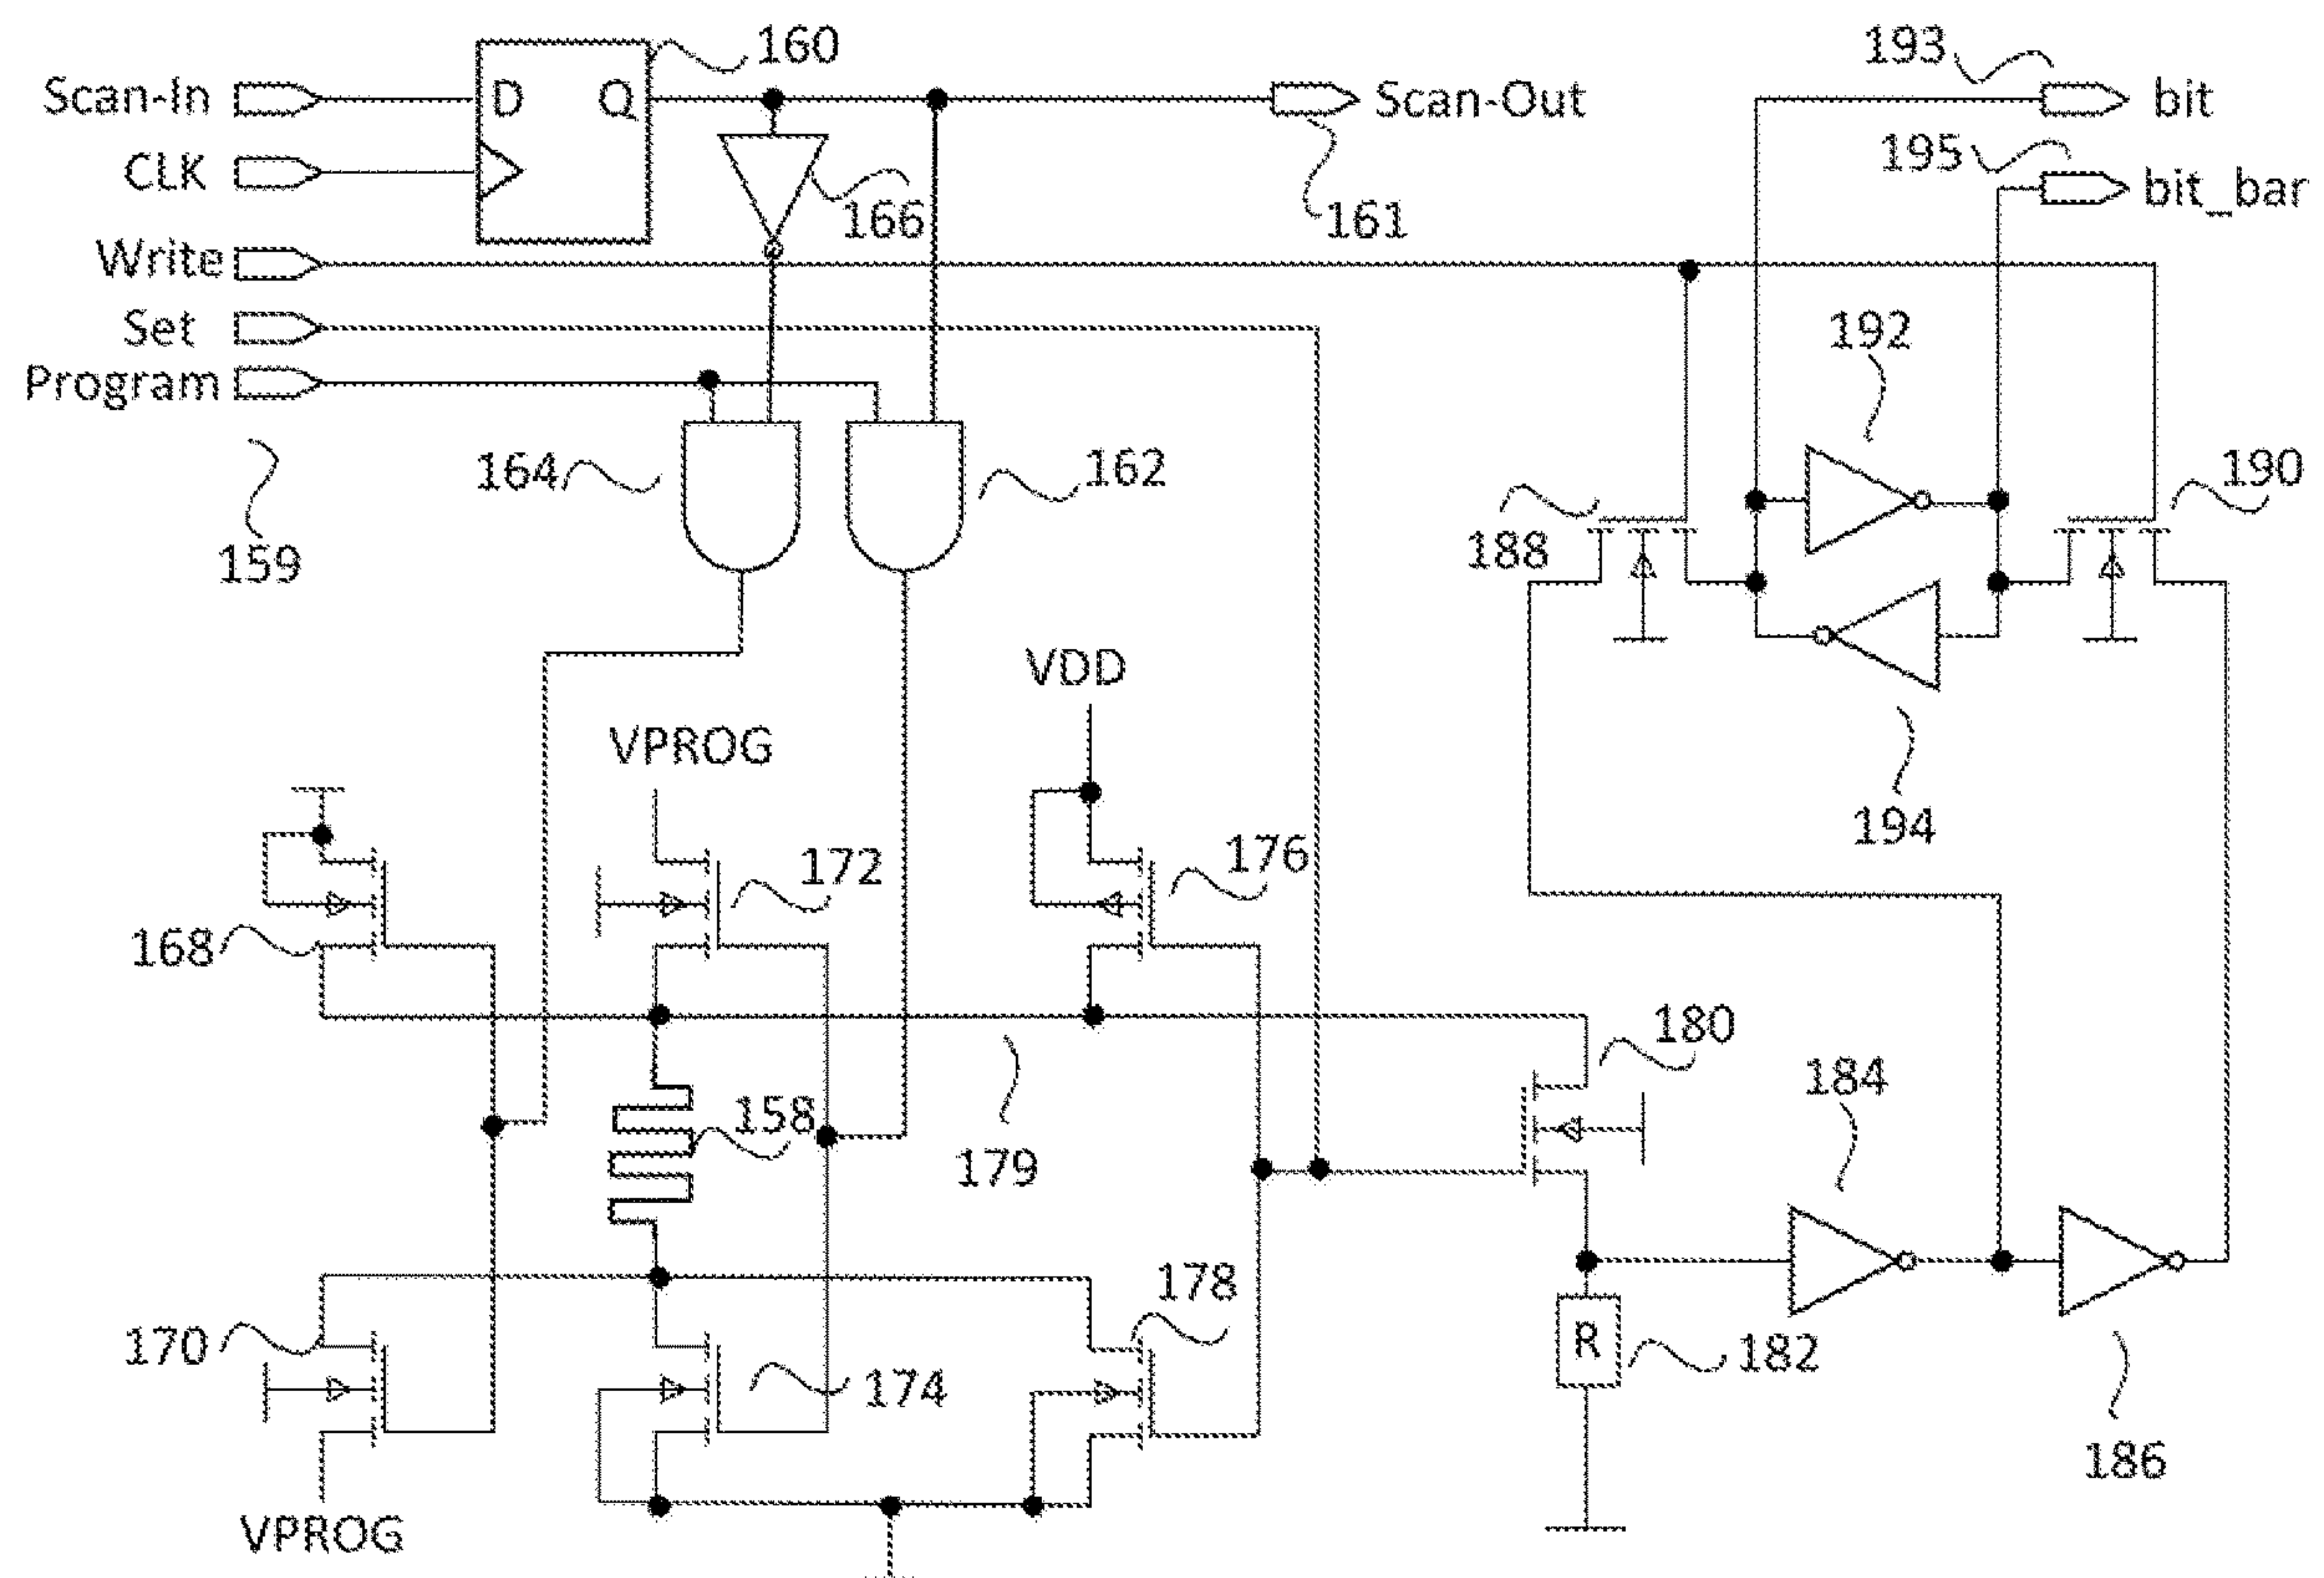 160
193
Scan-In
D
Q
Scan-Out
bit
195
CLK
166
161
bit_bar
Write
Set
192
Program
164
162
190
159
188
VDD
VPROG
194
172
176
168
180
184
158
179
178
170
R
182
174
186
VPROG